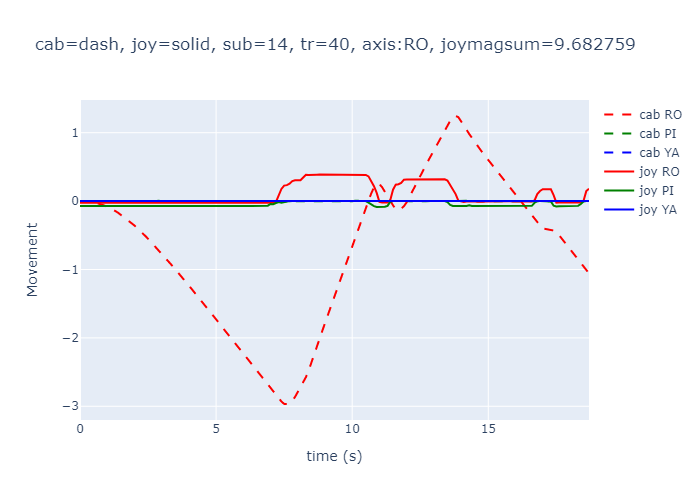 cab=dash, joy=solid, sub=14, tr=40, axis:RO, joymagsum=9.682759
1
0
−1
−2
−3
Movement
0
5
10
15
time (s)
cab RO
cab PI
cab YA
joy RO
joy PI
joy YA